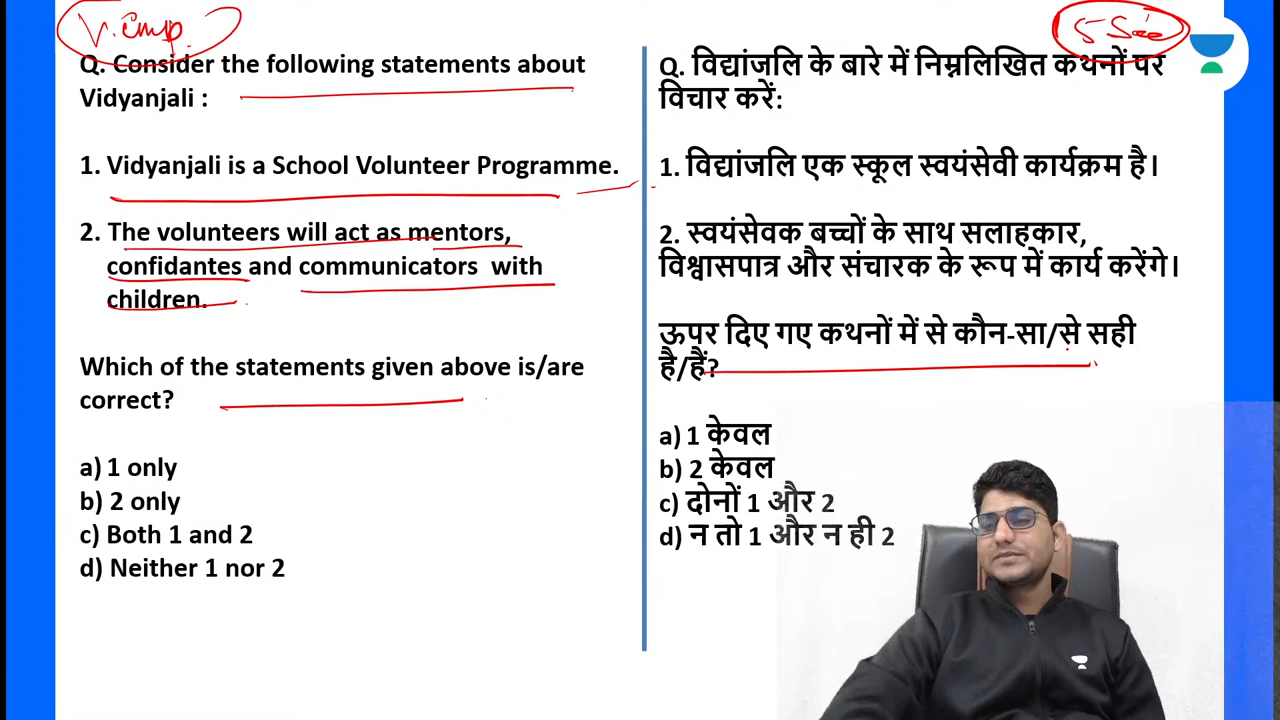 V. imp.
5-Sec
Q. Consider the following statements about
Vidyanjali :
1. Vidyanjali is a School Volunteer Programme.
2. The volunteers will act as mentors,
confidantes and communicators with
children.
Which of the statements given above is/are
correct?
a) 1 only
b) 2 only
c) Both 1 and 2
d) Neither 1 nor 2
Q. विद्यांजलि के बारे में निम्नलिखित कथनों पर
विचार करें:
1. विद्यांजलि एक स्कूल स्वयंसेवी कार्यक्रम है।
2. स्वयंसेवक बच्चों के साथ सलाहकार,
विश्वासपात्र और संचारक के रूप में कार्य करेंगे।
ऊपर दिए गए कथनों में से कौन-सा/से सही
है/हैं?
a) 1 केवल
b) 2 केवल
c) दोनों 1 और 2
d) न तो 1 और न ही 2